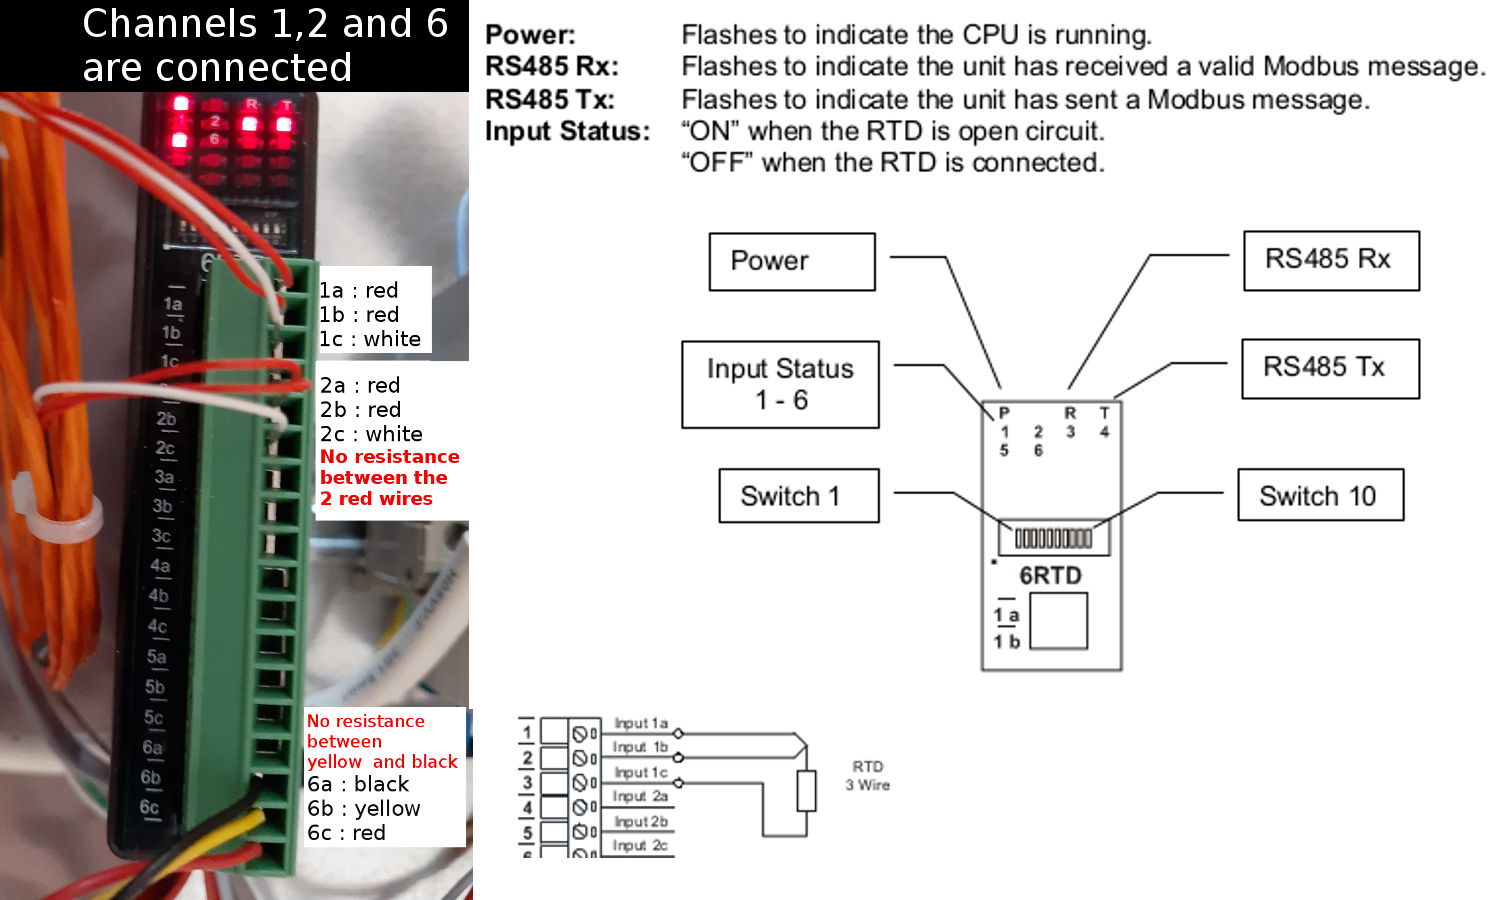 Channels 1,2 and 6
are connected
R T
2
6
6
1a
1b
1c
2b
2c
3a
3b
3c
4a
4b
4c
5a
5b
5c
6a
6b
6c
1a : red
1b : red
1c : white
2a : red
2b : red
2c : white
No resistance
between the
2 red wires
No resistance
between
yellow and black
6a : black
6b : yellow
6c : red
Power: Flashes to indicate the CPU is running.
RS485 Rx: Flashes to indicate the unit has received a valid Modbus message.
RS485 Tx: Flashes to indicate the unit has sent a Modbus message.
Input Status: “ON” when the RTD is open circuit.
“OFF” when the RTD is connected.
Power
RS485 Rx
Input Status
1 - 6
RS485 Tx
P R T
1 2 3 4
5 6
Switch 1
Switch 10
6RTD
1 a
1 b
1 Input 1a
2 Input 1b
3 Input 1c
4 Input 2a
5 Input 2b
6 Input 2c
RTD
3 Wire